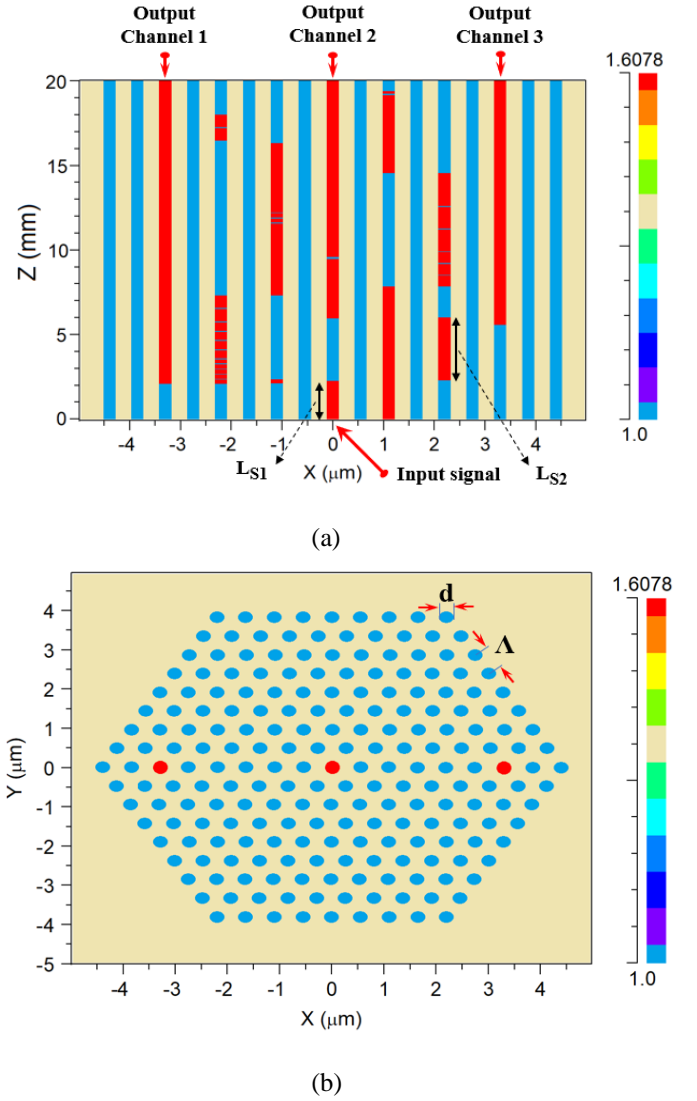 Output
Channel 1
Output
Channel 2
Output
Channel 3
20
15
10
5
0
Z (mm)
-4
-3
-2
-1
0
1
2
3
4
X (μm)
LS1
Input signal
LS2
1.6078
1.0
(a)
4
3
2
1
0
-1
-2
-3
-4
-5
Y (μm)
d
Λ
-4
-3
-2
-1
0
1
2
3
4
X (μm)
1.6078
1.0
(b)